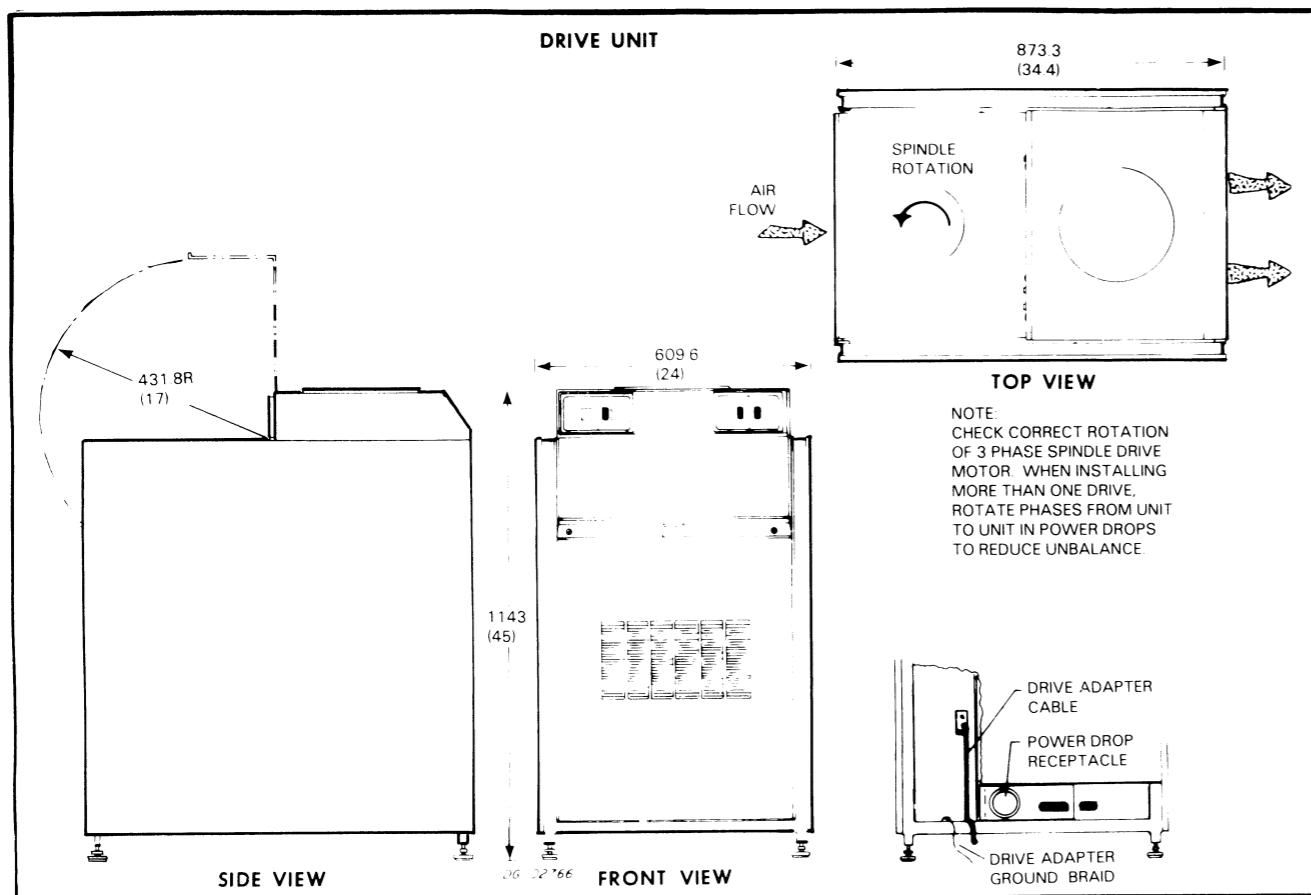 DRIVE UNIT
873.3
(34.4)
SPINDLE
ROTATION
AIR
FLOW
TOP VIEW
431.8R
(17)
609.6
(24)
1143
(45)
NOTE:
CHECK CORRECT ROTATION
OF 3 PHASE SPINDLE DRIVE
MOTOR. WHEN INSTALLING
MORE THAN ONE DRIVE,
ROTATE PHASES FROM UNIT
TO UNIT IN POWER DROPS
TO REDUCE UNBALANCE.
DRIVE ADAPTER
CABLE
POWER DROP
RECEPTACLE
DRIVE ADAPTER
GROUND BRAID
SIDE VIEW
FRONT VIEW